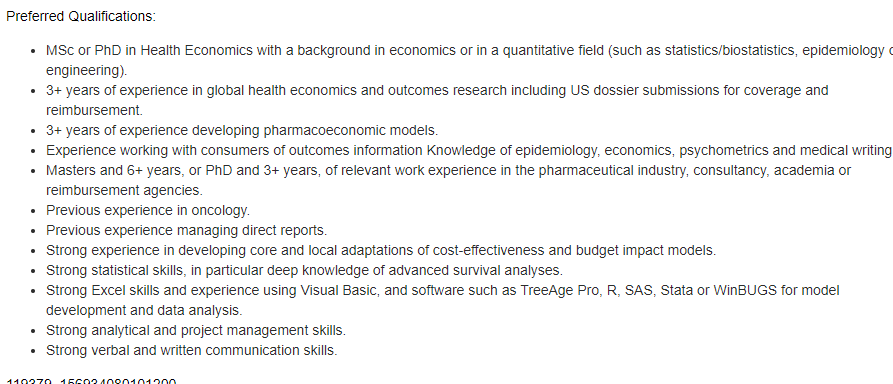 Preferred Qualifications:
MSc or PhD in Health Economics with a background in economics or in a quantitative field (such as statistics/biostatistics, epidemiology
engineering).
3+ years of experience in global health economics and outcomes research including US dossier submissions for coverage and
reimbursement.
3+ years of experience developing pharmacoeconomic models.
Experience working with consumers of outcomes information Knowledge of epidemiology, economics, psychometrics and medical writing
Masters and 6+ years, or PhD and 3+ years, of relevant work experience in the pharmaceutical industry, consultancy, academia or
reimbursement agencies.
Previous experience in oncology.
Previous experience managing direct reports.
Strong experience in developing core and local adaptations of cost-effectiveness and budget impact models.
Strong statistical skills, in particular deep knowledge of advanced survival analyses.
Strong Excel skills and experience using Visual Basic, and software such as TreeAge Pro, R, SAS, Stata or WinBUGS for model
development and data analysis.
Strong analytical and project management skills.
Strong verbal and written communication skills.